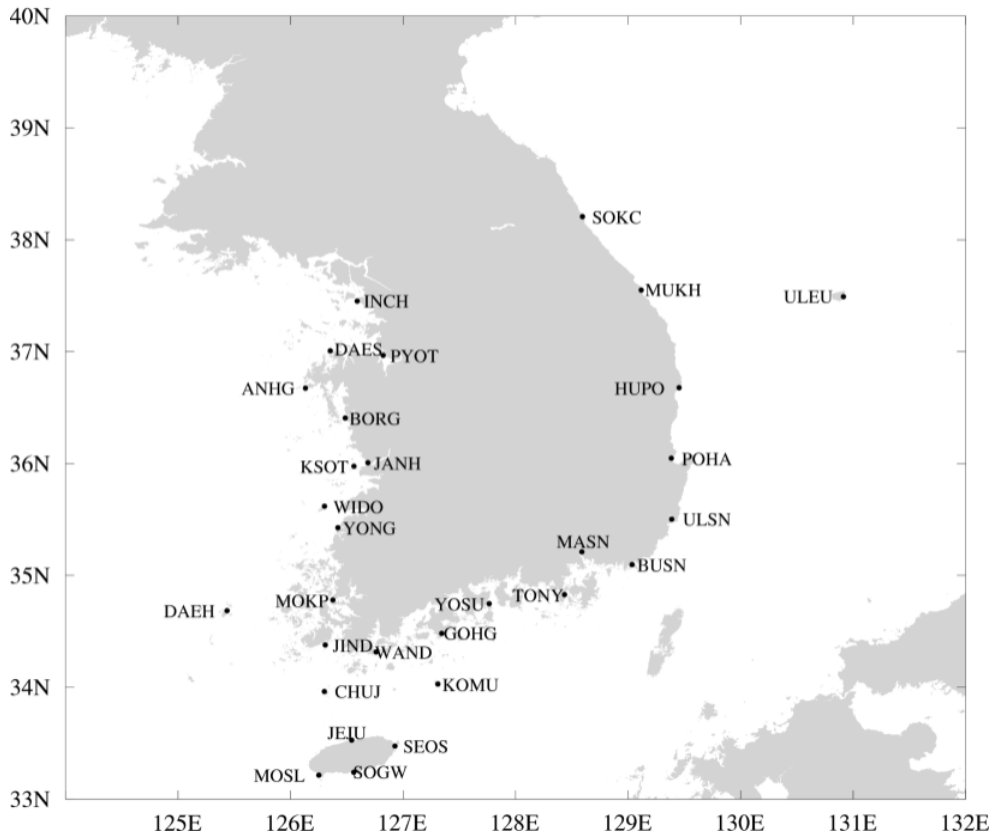 40N
39N
38N
SOKC
MUKH
ULEU
INCH
37N
DAES
PYOT
ANHG
HUPO
BORG
36N
KSOT
JANH
POHA
WIDO
YONG
ULSN
MASN
BUSN
35N
MOKP
DAEH
YOSU
TONY
GOHG
JIND
WAND
34N
CHUJ
KOMU
JEJU
SEOS
MOSL
SOGW
33N
125E 126E 127E 128E 129E 130E 131E 132E